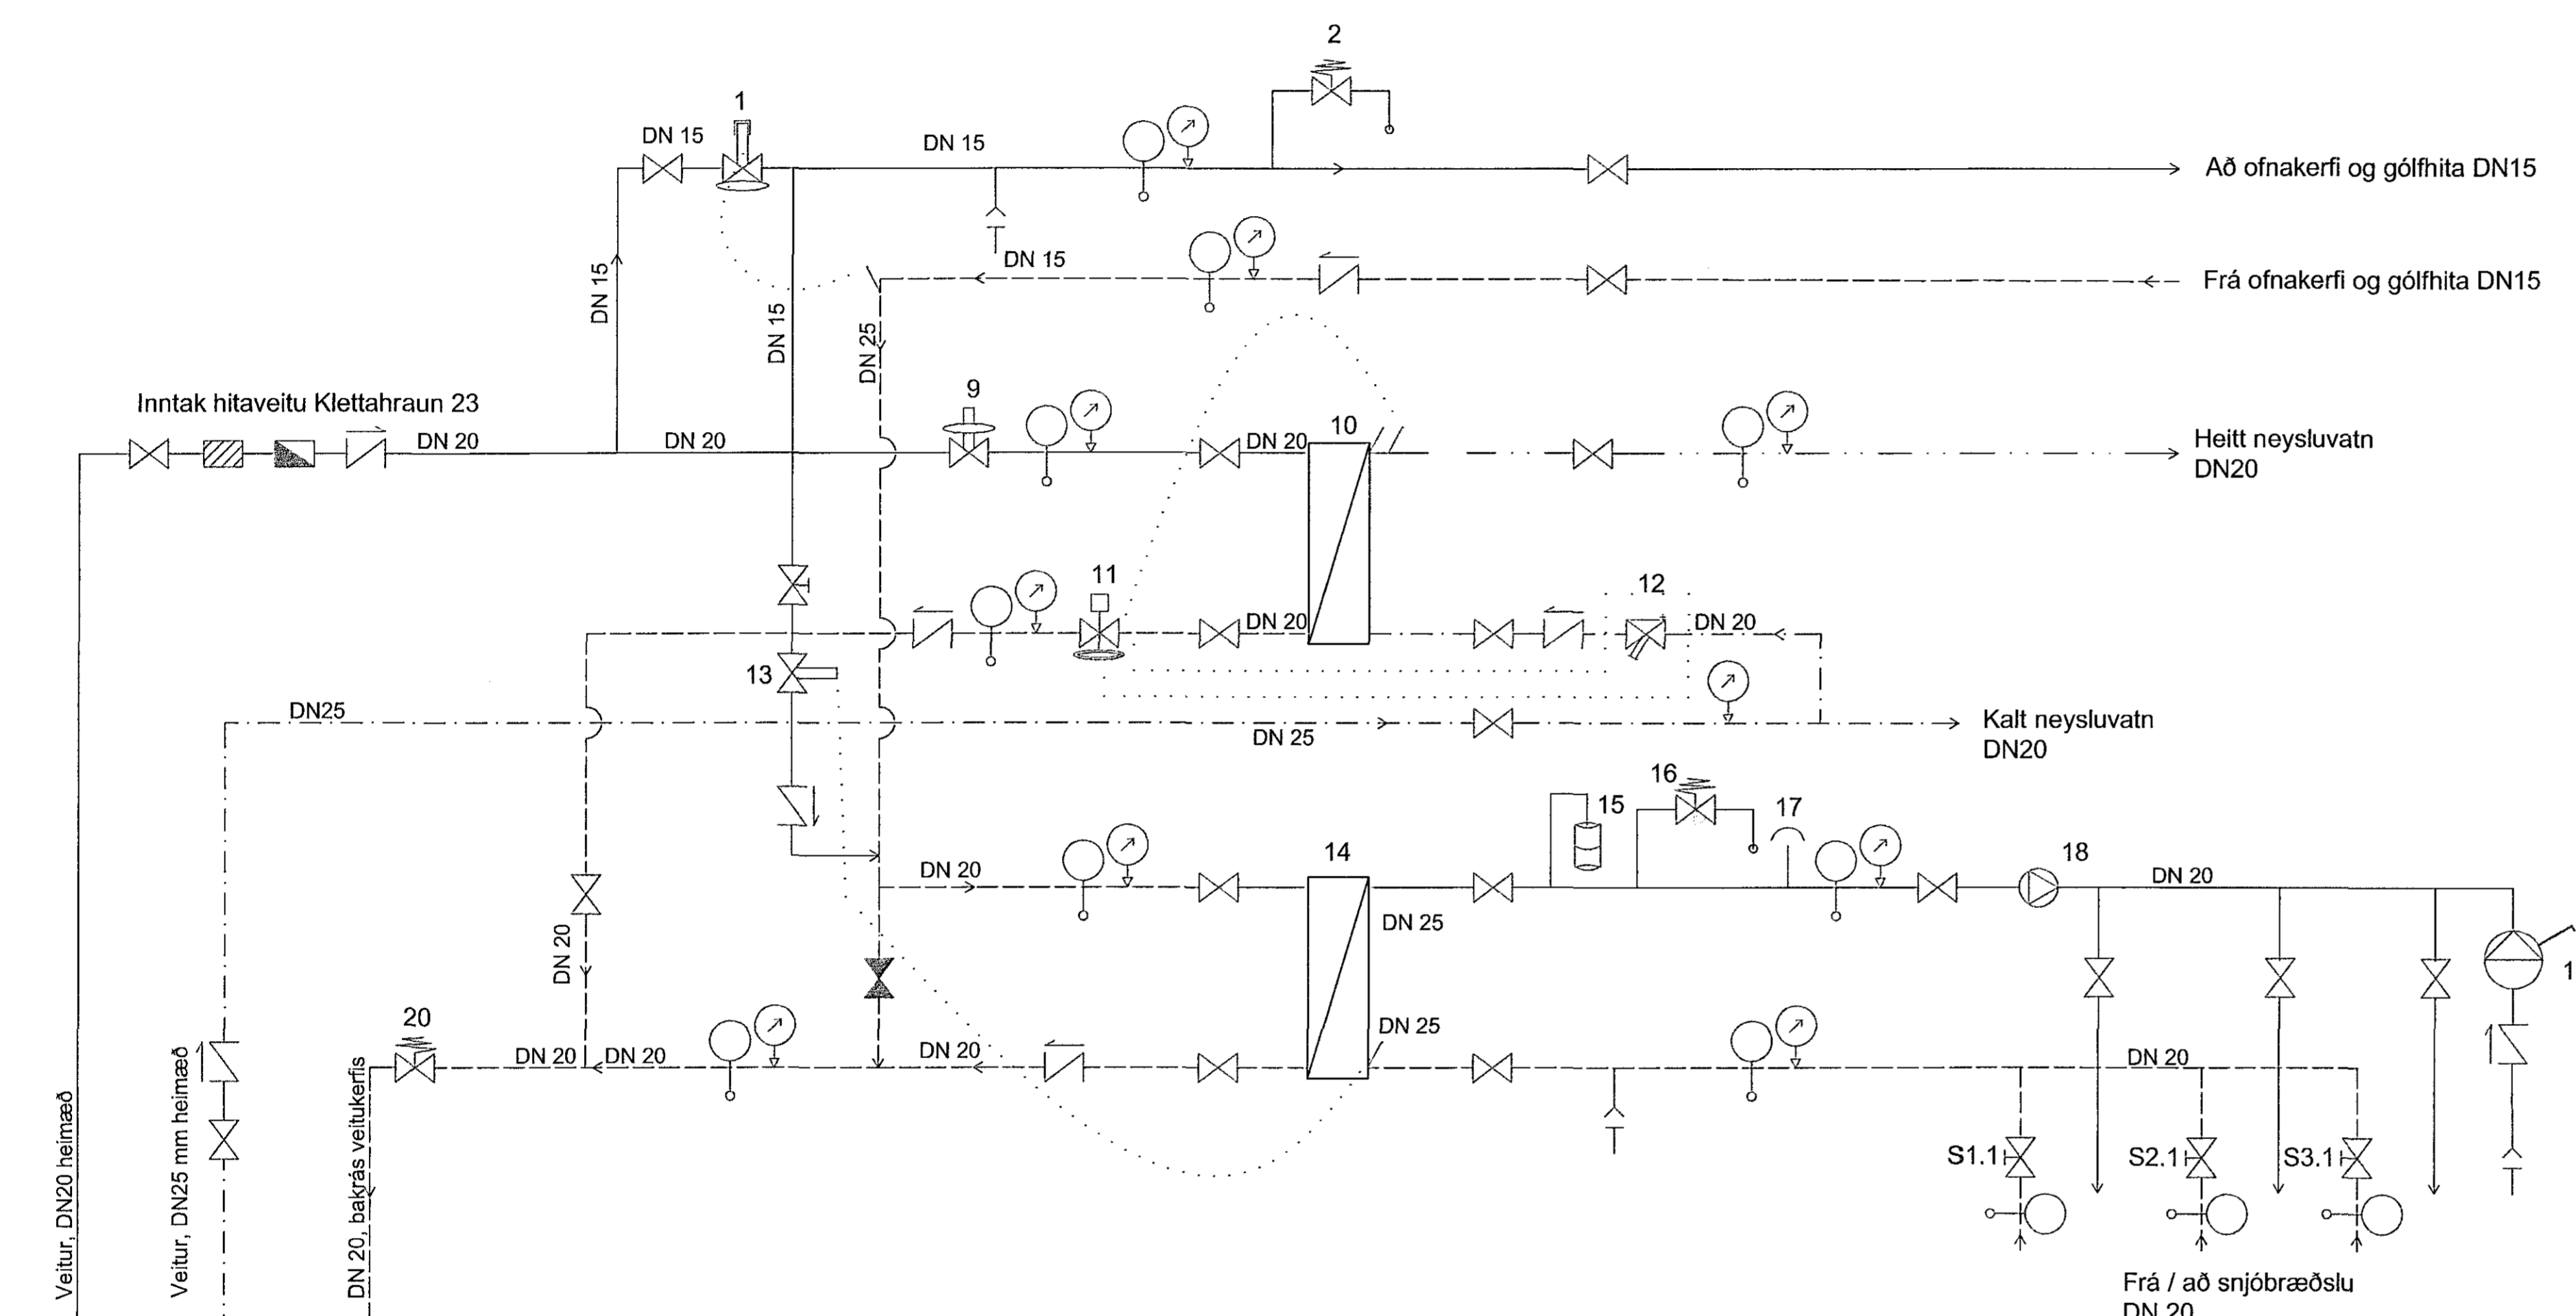 2
1
DN 15
DN 15
Að ofnakerfi og gólfhita DN15
DN 15
DN 15
DN 15
DN 25
Frá ofnakerfi og gólfhita DN15
Inntak hitaveitu Klettahraun 23
DN 20
DN 20
9
DN 20
10
Heitt neysluvatn
DN20
11
DN 20
12
DN 20
13
DN25
DN 25
Kalt neysluvatn
DN20
15
16
17
DN 20
14
18
DN 20
DN 25
DN 20
1
20
DN 20
DN 20
DN 20
DN 25
DN 20
Veitur, DN20 heimæð
Veitur, DN25 mm heimæð
DN 20, bakrás veitukerfis
S1.1
S2.1
S3.1
Frá / að snjóbræðslu
DN 20